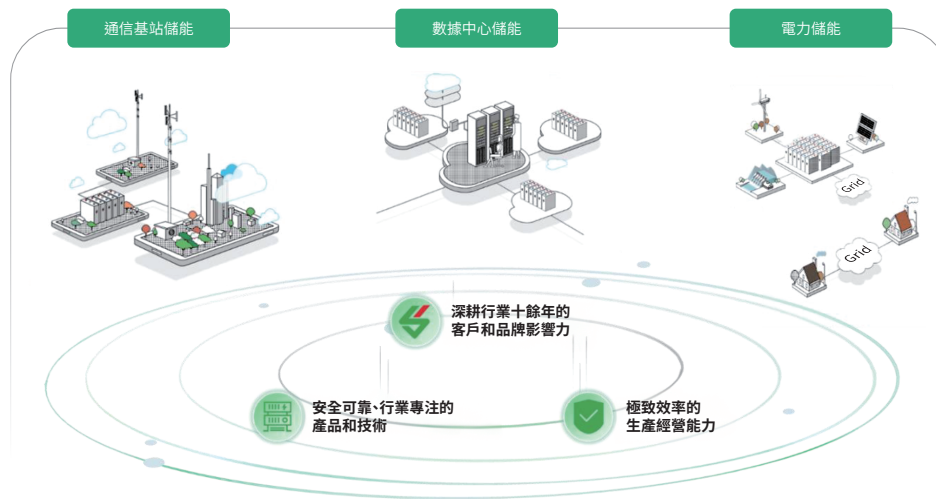 通信基站儲能
數據中心儲能
電力儲能
Grid
Grid
深耕行業十餘年的
客戶和品牌影響力
安全可靠、行業專注的
產品和技術
極致效率的
生產經營能力